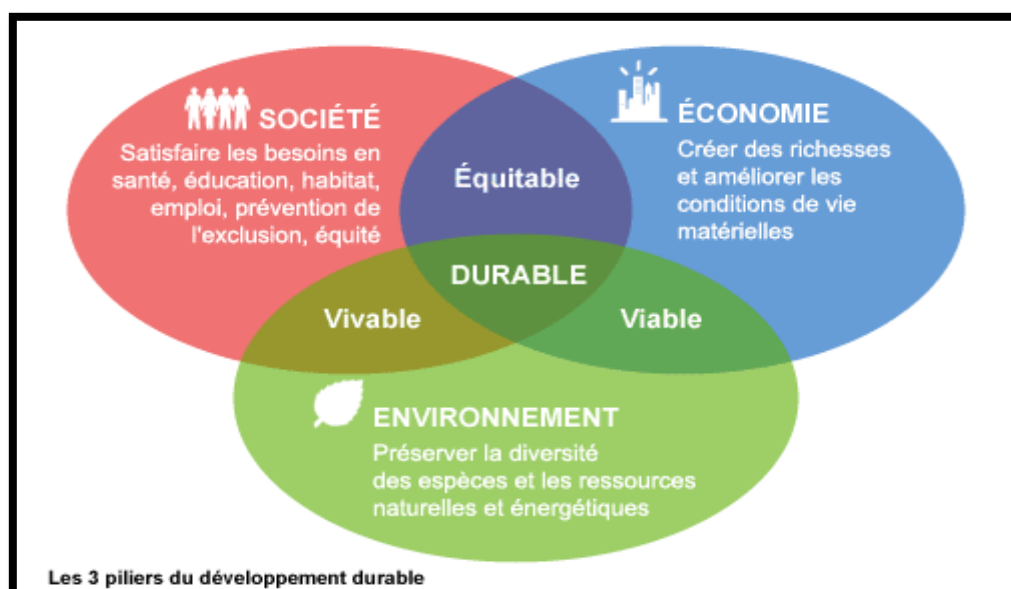 SOCIÉTÉ
Satisfaire les besoins en
santé, éducation, habitat,
emploi, prévention de
l'exclusion, équité
Équitable
ÉCONOMIE
Créer des richesses
et améliorer les
conditions de vie
matérielles
DURABLE
Vivable
Viable
ENVIRONNEMENT
Préserver la diversité
des espèces et les ressources
naturelles et énergétiques
Les 3 piliers du développement durable